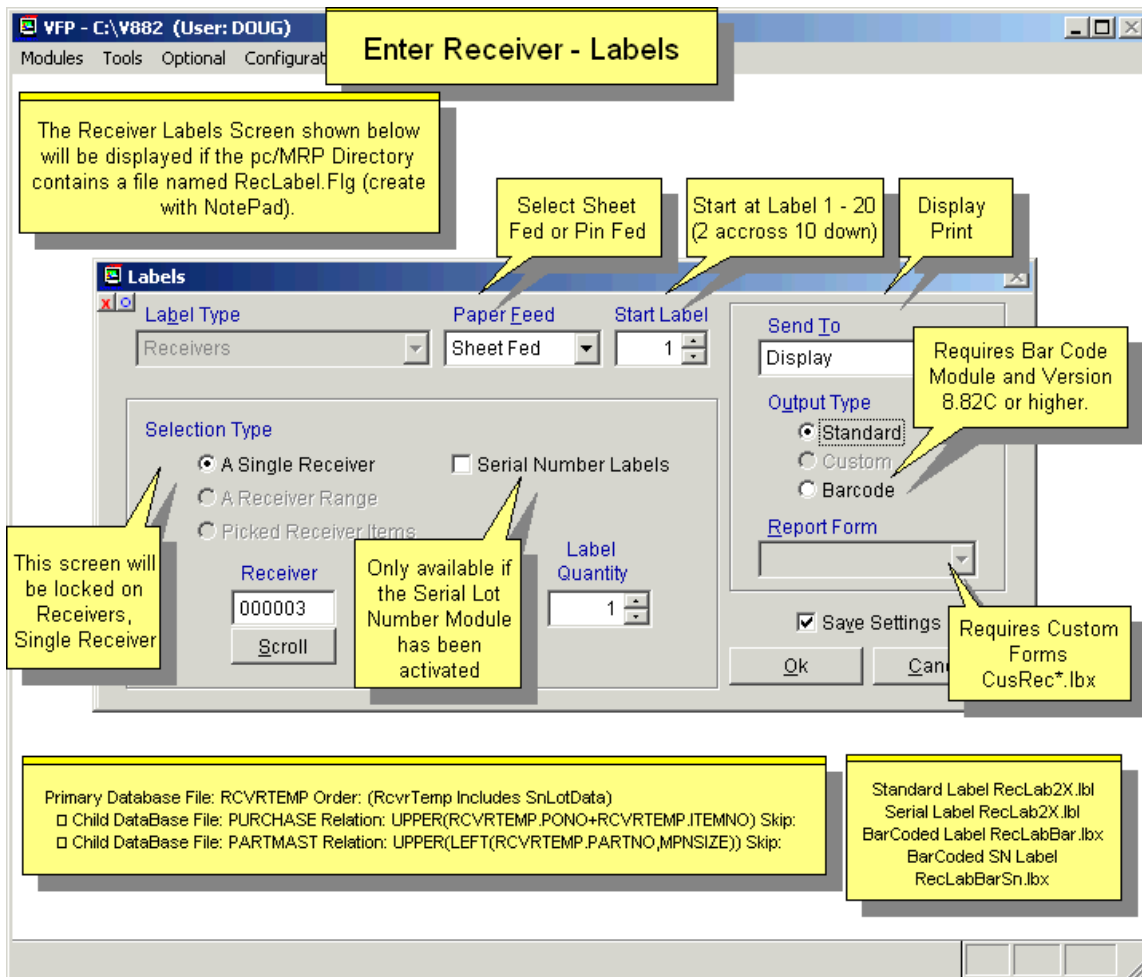 VFP - C:\V882 (User: DOUG)
Enter Receiver - Labels
Modules Tools Optional Configurat
The Receiver Labels Screen shown below
will be displayed if the pc/MRP Directory
contains a file named RecLabel.Flg (create
with NotePad).
Select Sheet
Fed or Pin Fed
Start at Label 1 - 20
(2 accross 10 down)
Display
Print
Labels
Label Type
Receivers
Paper Feed
Sheet Fed
Start Label
1
Send To
Display
Requires Bar Code
Module and Version
8.82C or higher.
Output Type
Standard
Custom
Barcode
Selection Type
A Single Receiver
A Receiver Range
Picked Receiver Items
Serial Number Labels
This screen will
be locked on
Receivers,
Single Receiver
Receiver
000003
Scroll
Only available if
the Serial Lot
Number Module
has been
activated
Label
Quantity
1
Report Form
Save Settings
Requires Custom
Forms
CusRec*.lbx
Ok
Canc
Primary Database File: RCVRTEMP Order: (RcvrTemp Includes SnLotData)
Child DataBase File: PURCHASE Relation: UPPER(RCVRTEMP.PONO+RCVRTEMP.ITEMNO) Skip:
Child DataBase File: PARTMAST Relation: UPPER(LEFT(RCVRTEMP.PARTNO,MPNSIZE)) Skip:
Standard Label RecLab2X.lbl
Serial Label RecLab2X.lbl
BarCoded Label RecLabBar.lbx
BarCoded SN Label
RecLabBarSn.lbx